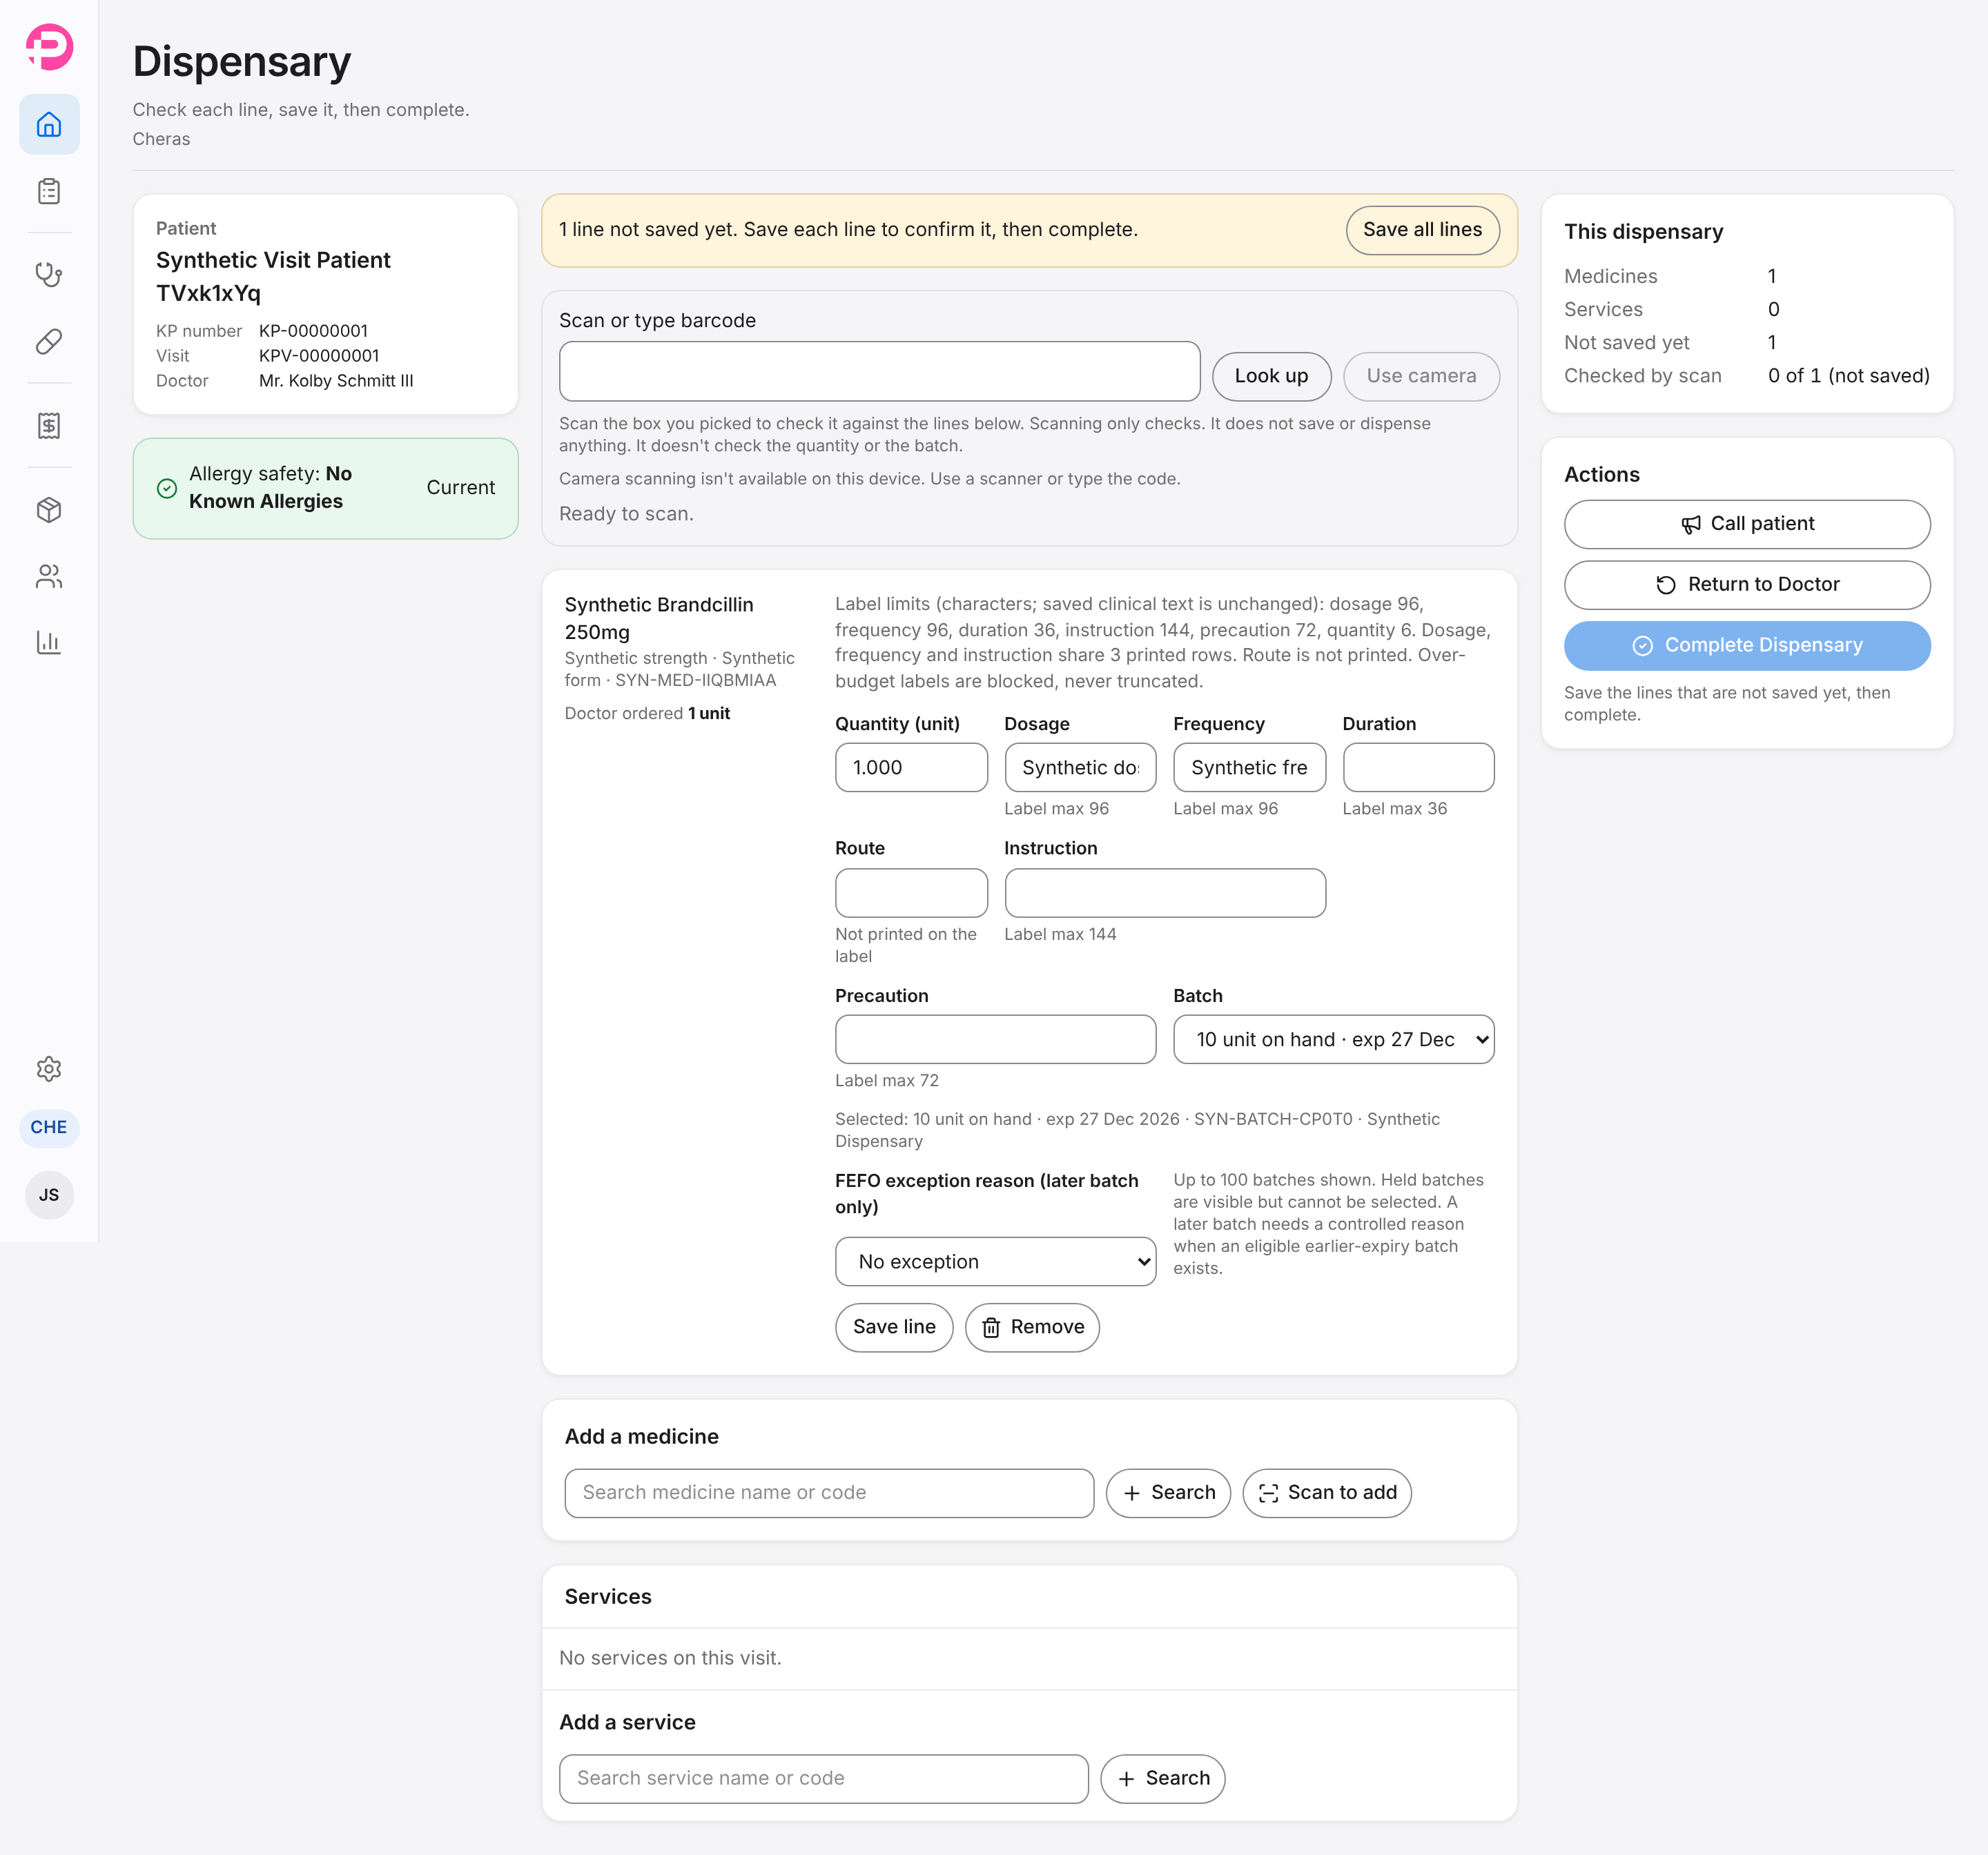 Dispensary
Check each line, save it, then complete.
Cheras
Patient
Synthetic Visit Patient
TVxk1xYq
KP number KP-00000001
Visit KPV-00000001
Doctor Mr. Kolby Schmitt III
Allergy safety: No
Known Allergies
Current
1 line not saved yet. Save each line to confirm it, then complete.
Save all lines
Scan or type barcode
Look up
Use camera
Scan the box you picked to check it against the lines below. Scanning only checks. It does not save or dispense
anything. It doesn't check the quantity or the batch.
Camera scanning isn't available on this device. Use a scanner or type the code.
Ready to scan.
Synthetic Brandcillin
250mg
Synthetic strength · Synthetic
form · SYN-MED-IIQBMIAA
Doctor ordered 1 unit
Label limits (characters; saved clinical text is unchanged): dosage 96,
frequency 96, duration 36, instruction 144, precaution 72, quantity 6. Dosage,
frequency and instruction share 3 printed rows. Route is not printed. Over-
budget labels are blocked, never truncated.
Quantity (unit) Dosage Frequency Duration
1.000 Synthetic do Synthetic fre
Label max 96 Label max 96 Label max 36
Route Instruction
Not printed on the
label
Label max 144
Precaution Batch
10 unit on hand · exp 27 Dec
Label max 72
Selected: 10 unit on hand · exp 27 Dec 2026 · SYN-BATCH-CP0T0 · Synthetic
Dispensary
FEFO exception reason (later batch
only)
No exception
Up to 100 batches shown. Held batches
are visible but cannot be selected. A
later batch needs a controlled reason
when an eligible earlier-expiry batch
exists.
Save line
Remove
Add a medicine
Search medicine name or code
Search
Scan to add
Services
No services on this visit.
Add a service
Search service name or code
Search
This dispensary
Medicines 1
Services 0
Not saved yet 1
Checked by scan 0 of 1 (not saved)
Actions
Call patient
Return to Doctor
Complete Dispensary
Save the lines that are not saved yet, then
complete.
CHE
JS